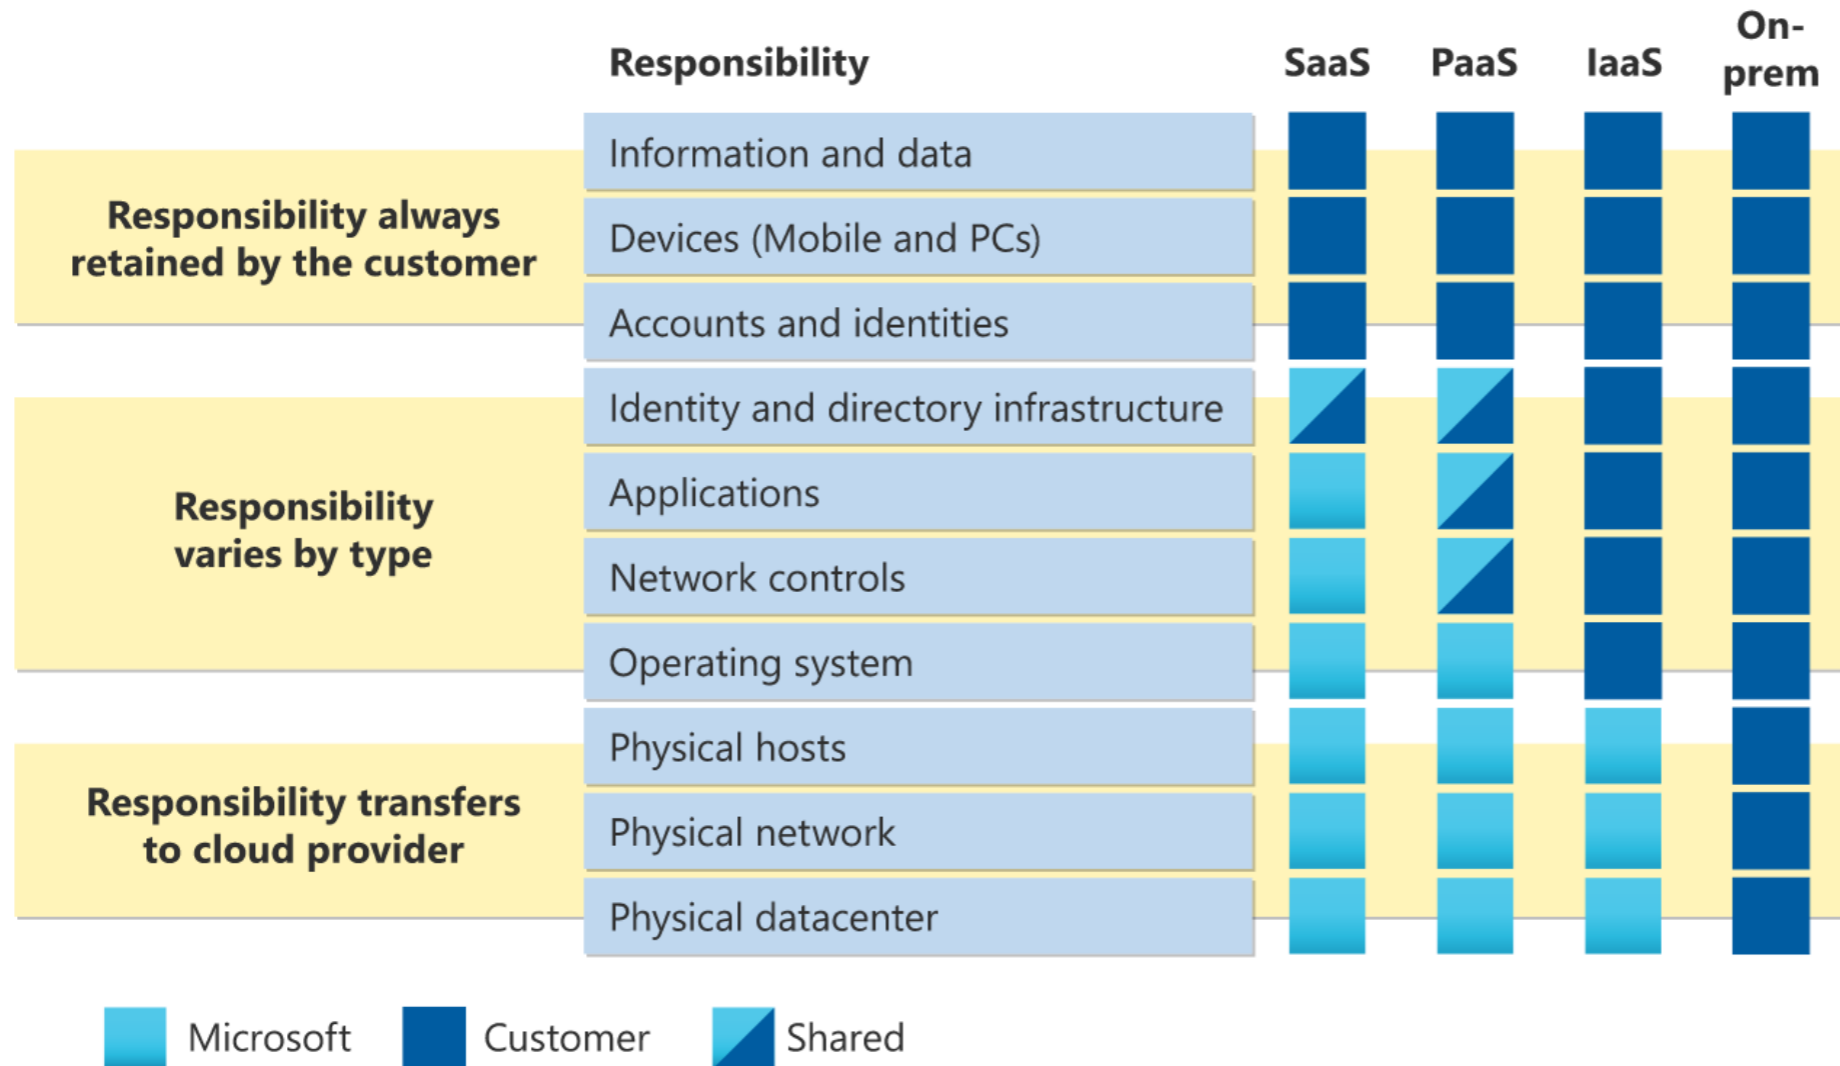 Responsibility SaaS PaaS IaaS On-
prem
Responsibility always
retained by the customer
Information and data
Devices (Mobile and PCs)
Accounts and identities
Responsibility
varies by type
Identity and directory infrastructure
Applications
Network controls
Operating system
Responsibility transfers
to cloud provider
Physical hosts
Physical network
Physical datacenter
Microsoft Customer Shared